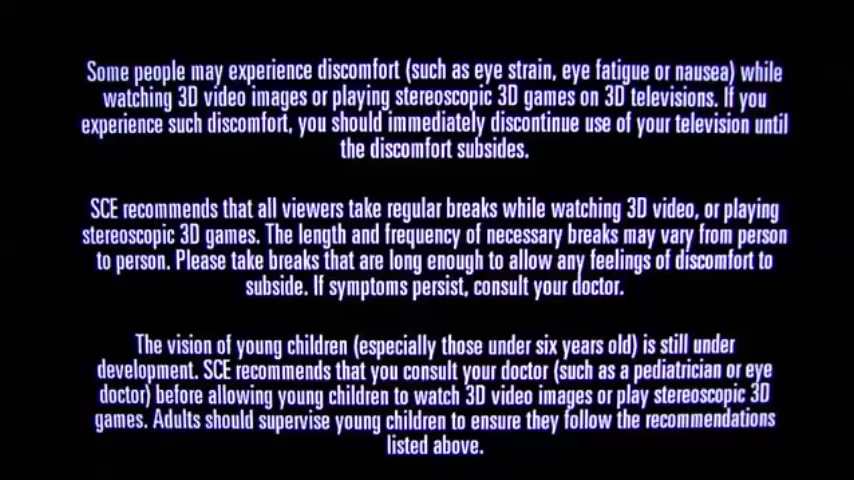 Some people may experience discomfort (such as eye strain, eye fatigue or nausea) while
watching 3D video images or playing stereoscopic 3D games on 3D televisions. If you
experience such discomfort, you should immediately discontinue use of your television until
the discomfort subsides.
SCE recommends that all viewers take regular breaks while watching 3D video, or playing
stereoscopic 3D games. The length and frequency of necessary breaks may vary from person
to person. Please take breaks that are long enough to allow any feelings of discomfort to
subside. If symptoms persist, consult your doctor.
The vision of young children (especially those under six years old) is still under
development. SCE recommends that you consult your doctor (such as a pediatrician or eye
doctor) before allowing young children to watch 3D video images or play stereoscopic 3D
games. Adults should supervise young children to ensure they follow the recommendations
listed above.